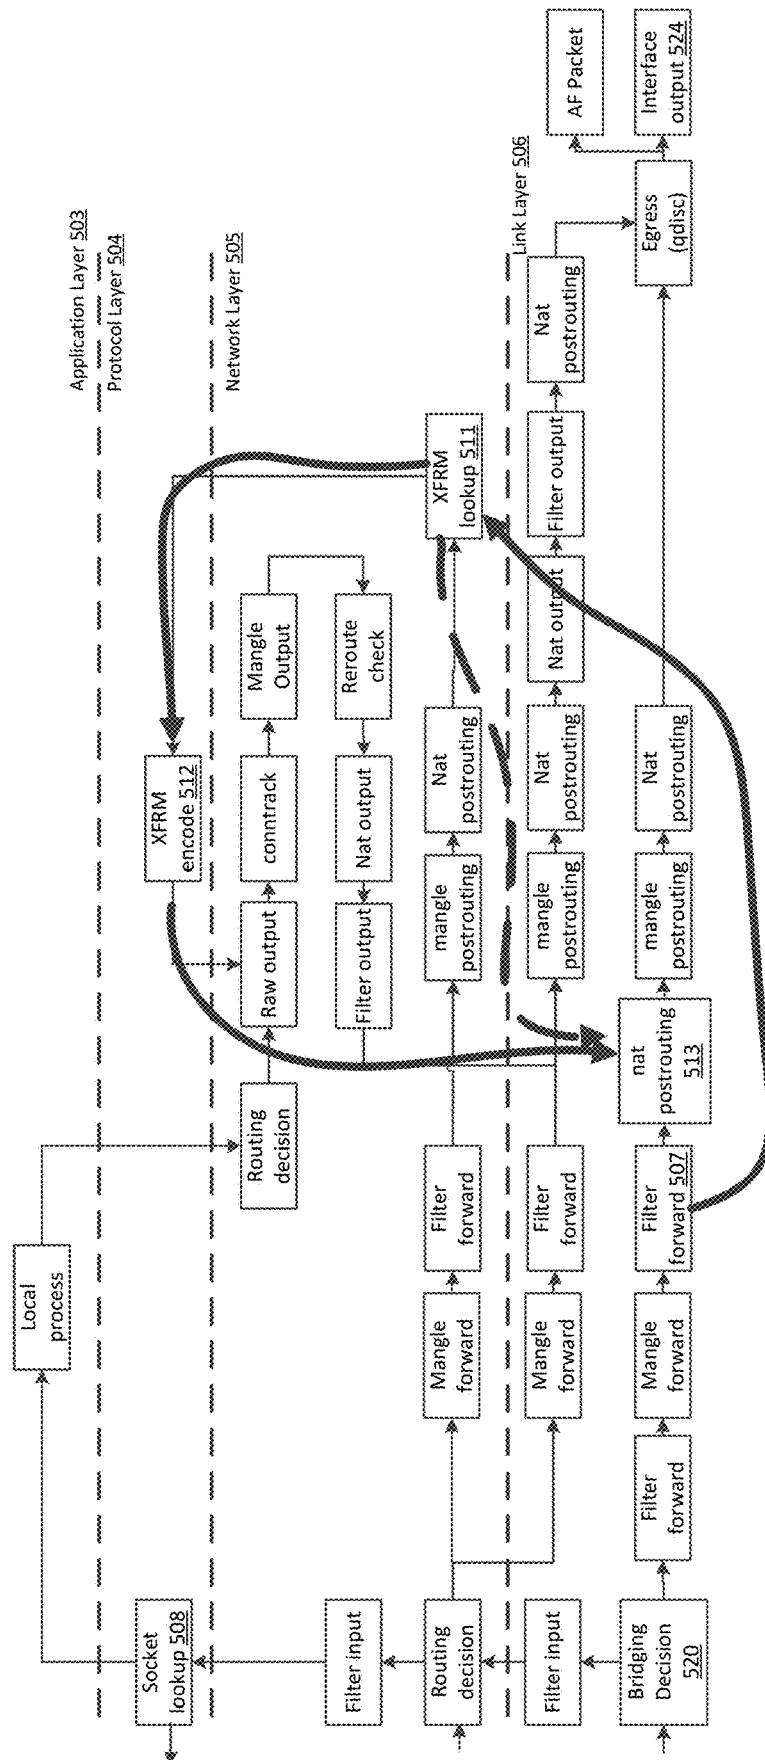 Application Layer 503
Protocol Layer 504
Network Layer 505
Link Layer 506
Local
process
Socket
lookup 508
XFRM
encode 512
Routing
decision
Raw output
conntrack
Mangle
Output
Filter output
Nat output
Reroute
check
Filter input
Routing
decision
Mangle
forward
Filter
forward
mangle
postrouting
Nat
postrouting
XFRM
lookup 511
Filter input
Mangle
forward
Filter
forward
mangle
postrouting
Nat
postrouting
Nat output
Filter output
Nat
postrouting
AF Packet
Bridging
Decision
520
Filter
forward
Mangle
forward
Filter
forward 507
nat
postrouting
513
mangle
postrouting
Nat
postrouting
Egress
(qdisc)
Interface
output 524